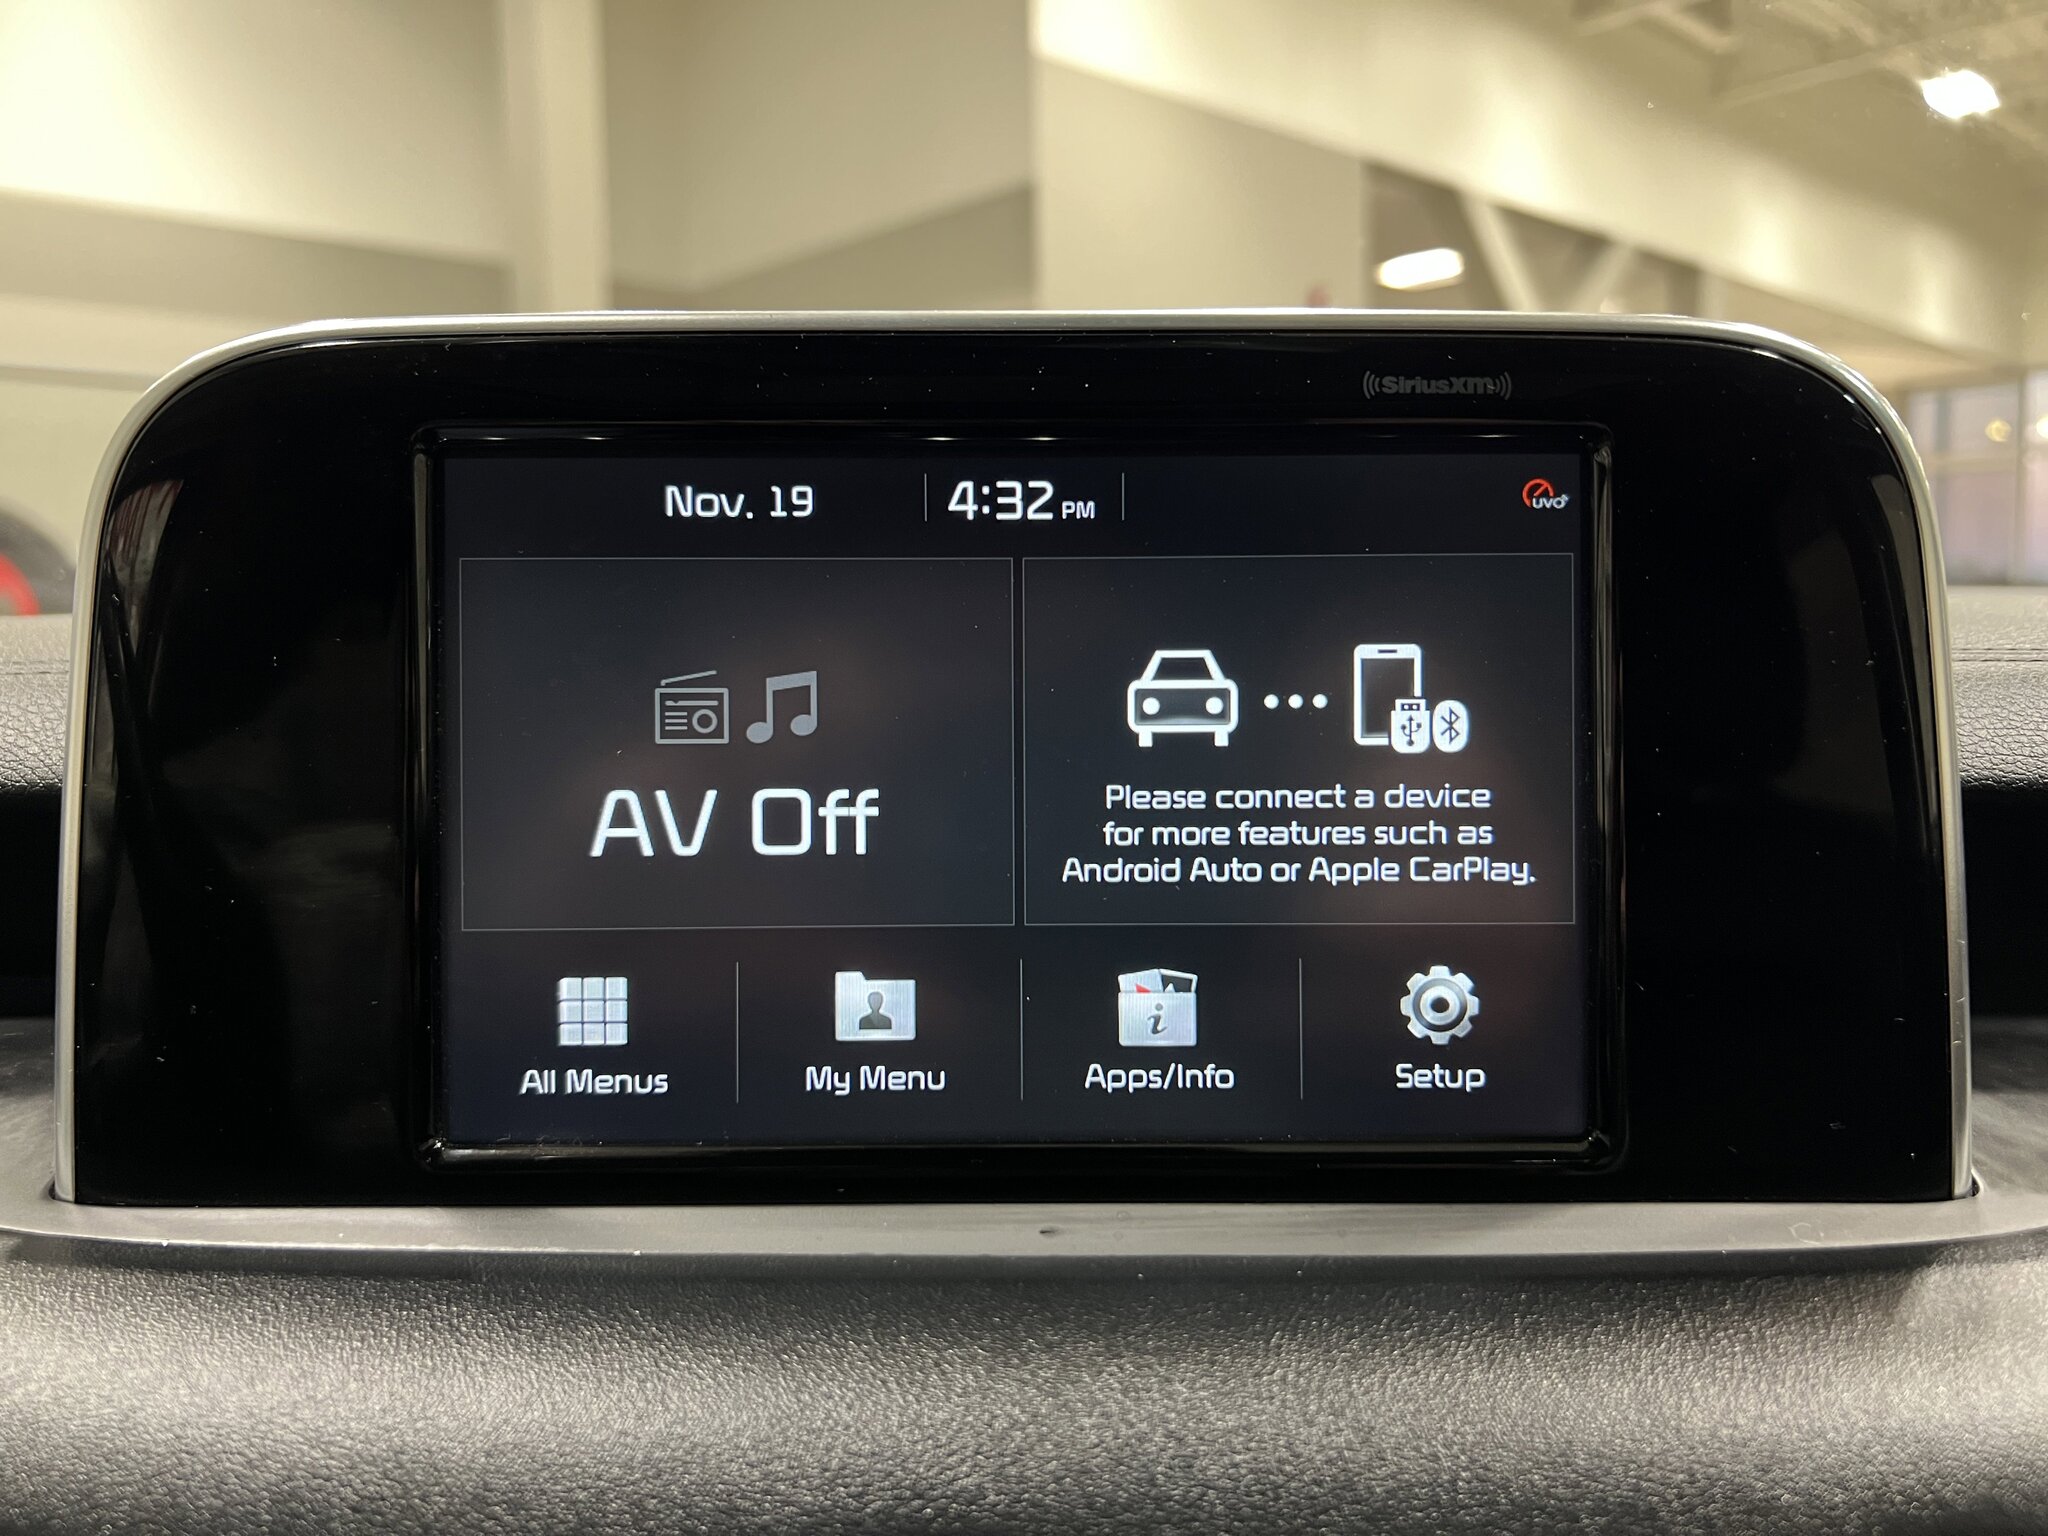 SiriusXM
Nov. 19 4:32 PM UVO
AV Off
Please connect a device
for more features such as
Android Auto or Apple CarPlay.
All Menus My Menu Apps/Info Setup